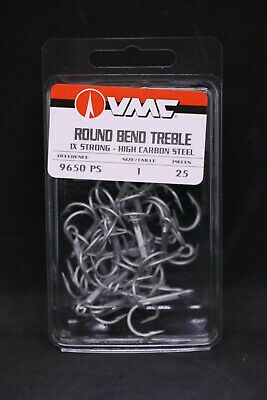 VMC
ROUND BEND TREBLE
1X STRONG - HIGH CARBON STEEL
REFERENCE SIZE/TAILLE PIECES
9650 PS 1 25